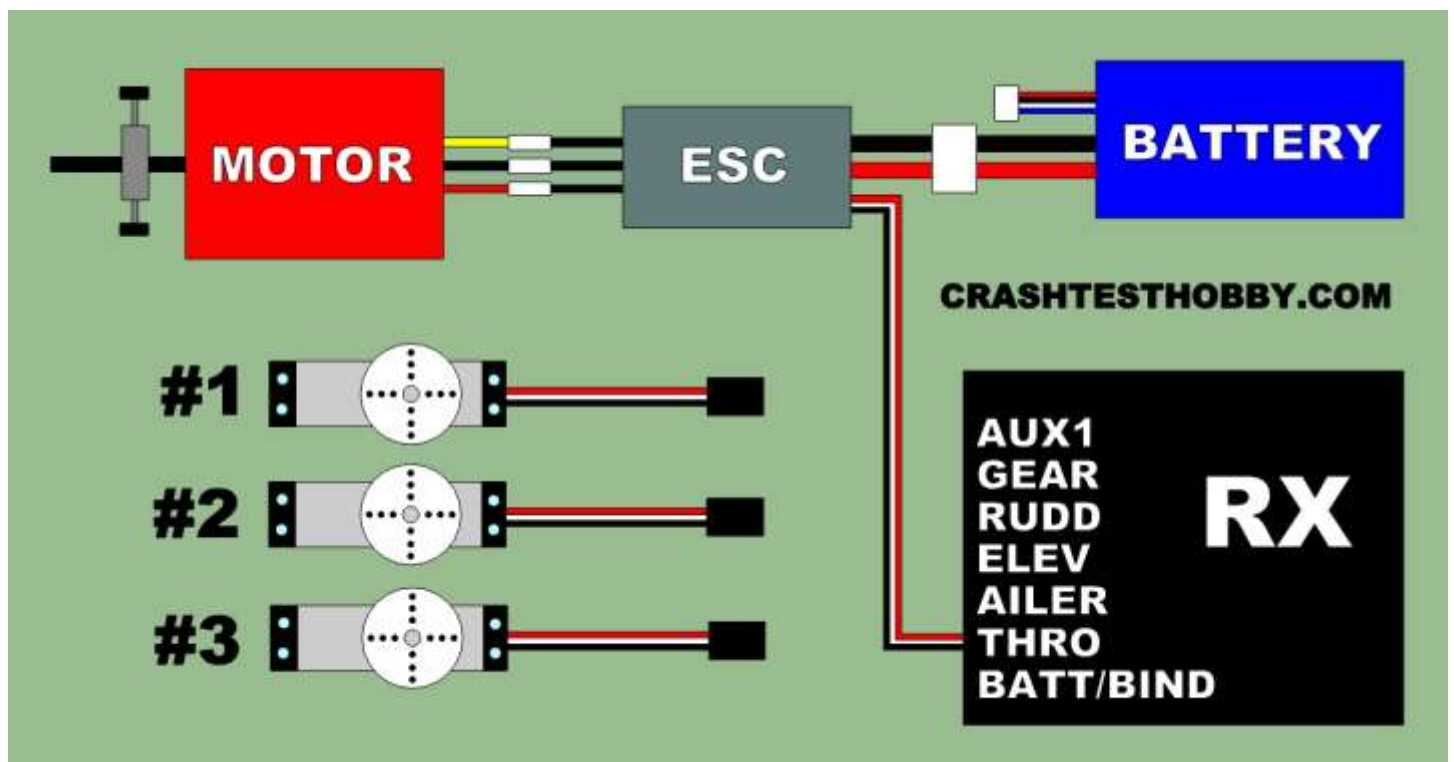 MOTOR
ESC
BATTERY
CRASHTESTHOBBY.COM
#1
#2
#3
AUX1
GEAR
RUDD
ELEV
AILER
THRO
BATT/BIND
RX